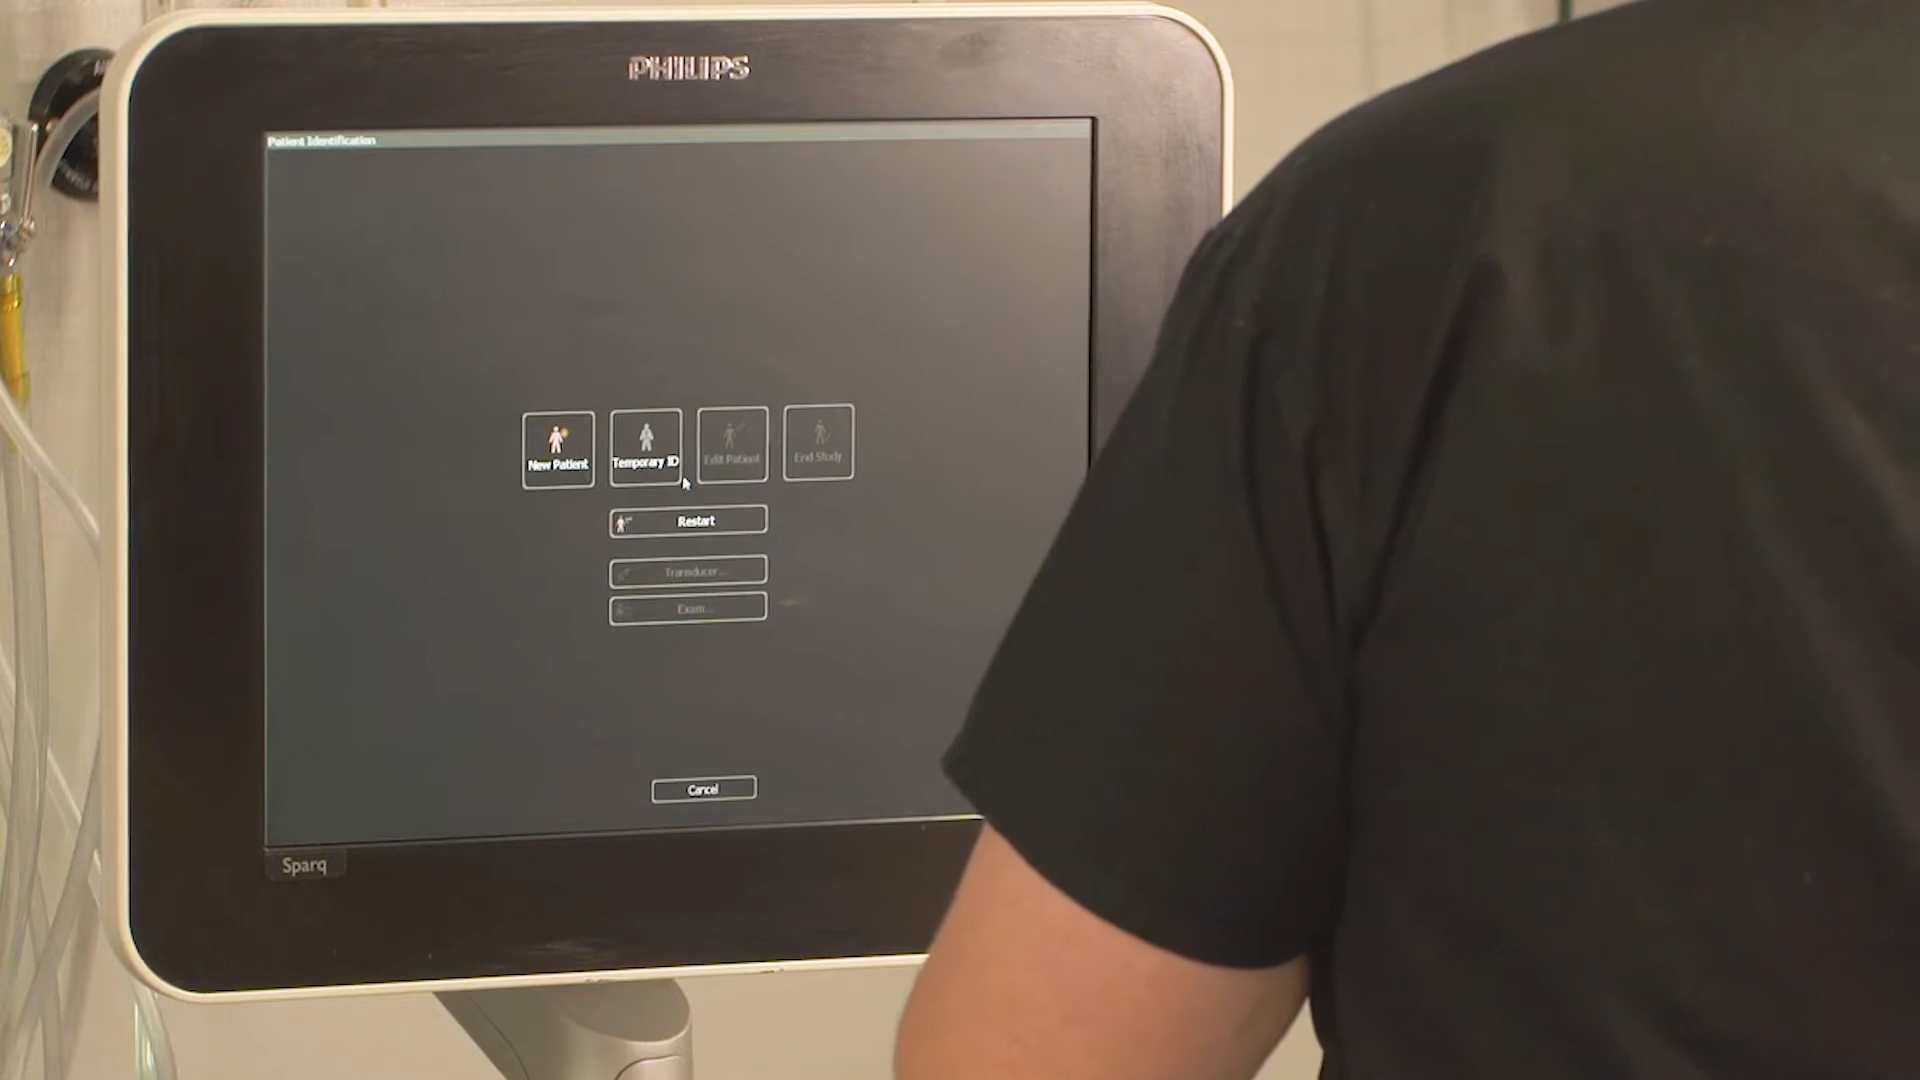 PHILIPS
Patient Identification
New Patient
Temporary ID
Edit Patient
End Study
Restart
Transducer...
Exam...
Cancel
Sparq